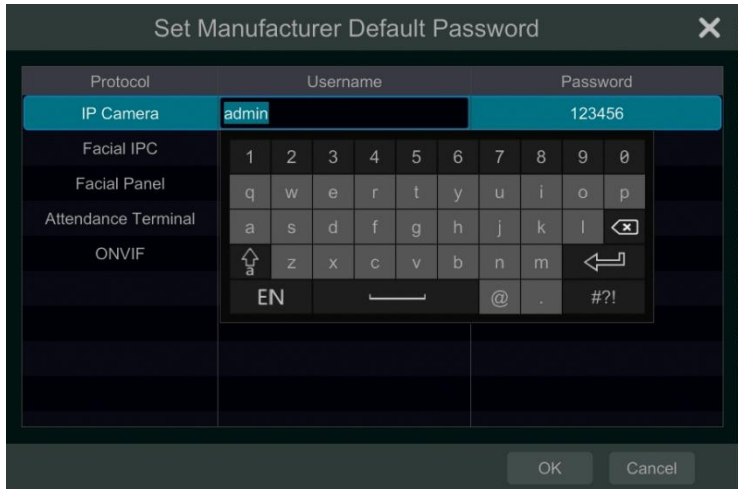 Set Manufacturer Default Password
Protocol Username Password
IP Camera admin 123456
Facial IPC
Facial Panel
Attendance Terminal
ONVIF
1 2 3 4 5 6 7 8 9 0
q w e r t y u i o p
a s d f g h j k l
a z x c v b n m
EN @ . #?!
OK Cancel